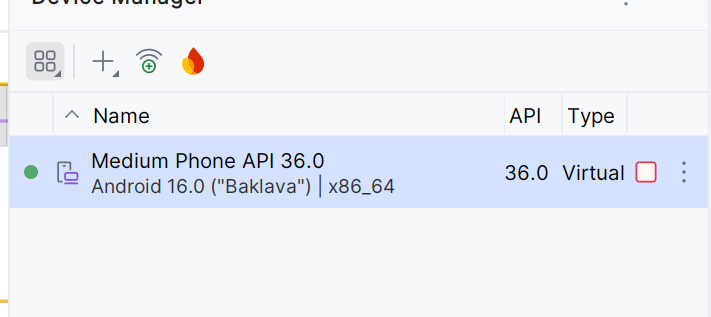 Device Manager
Name API Type
Medium Phone API 36.0
Android 16.0 ("Baklava") | x86_64
36.0 Virtual